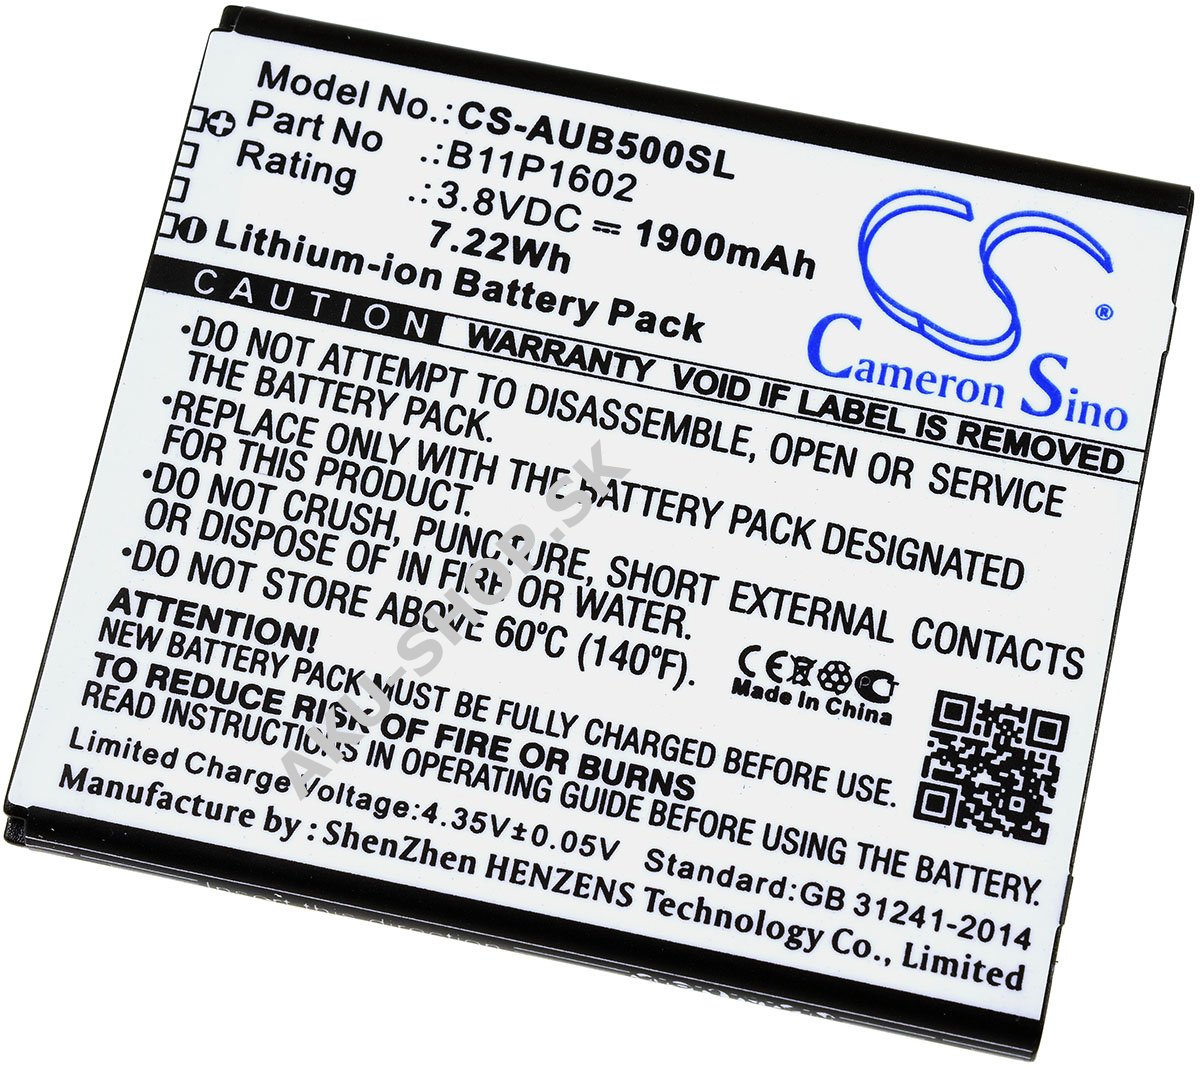 Model No.:CS-AUB500SL
Part No .:B11P1602
Rating .:3.8VDC ⎓ 1900mAh
7.22Wh
Lithium-ion Battery Pack
CS
®
Cameron Sino
CAUTION
WARRANTY VOID IF LABEL IS REMOVED
•DO NOT ATTEMPT TO DISASSEMBLE, OPEN OR SERVICE
THE BATTERY PACK.
•REPLACE ONLY WITH THE BATTERY PACK DESIGNATED
FOR THIS PRODUCT.
•DO NOT CRUSH, PUNCTURE, SHORT EXTERNAL CONTACTS
OR DISPOSE OF IN FIRE OR WATER.
•DO NOT STORE ABOVE 60°C (140°F).
CE
Made in China
ATTENTION!
NEW BATTERY PACK MUST BE FULLY CHARGED BEFORE USE.
TO REDUCE RISK OF FIRE OR BURNS
READ INSTRUCTIONS IN OPERATING GUIDE BEFORE USING THE BATTERY.
Limited Charge Voltage:4.35V±0.05V Standard:GB 31241-2014
Manufacture by : ShenZhen HENZENS Technology Co., Limited
AKU-SHOP.SK